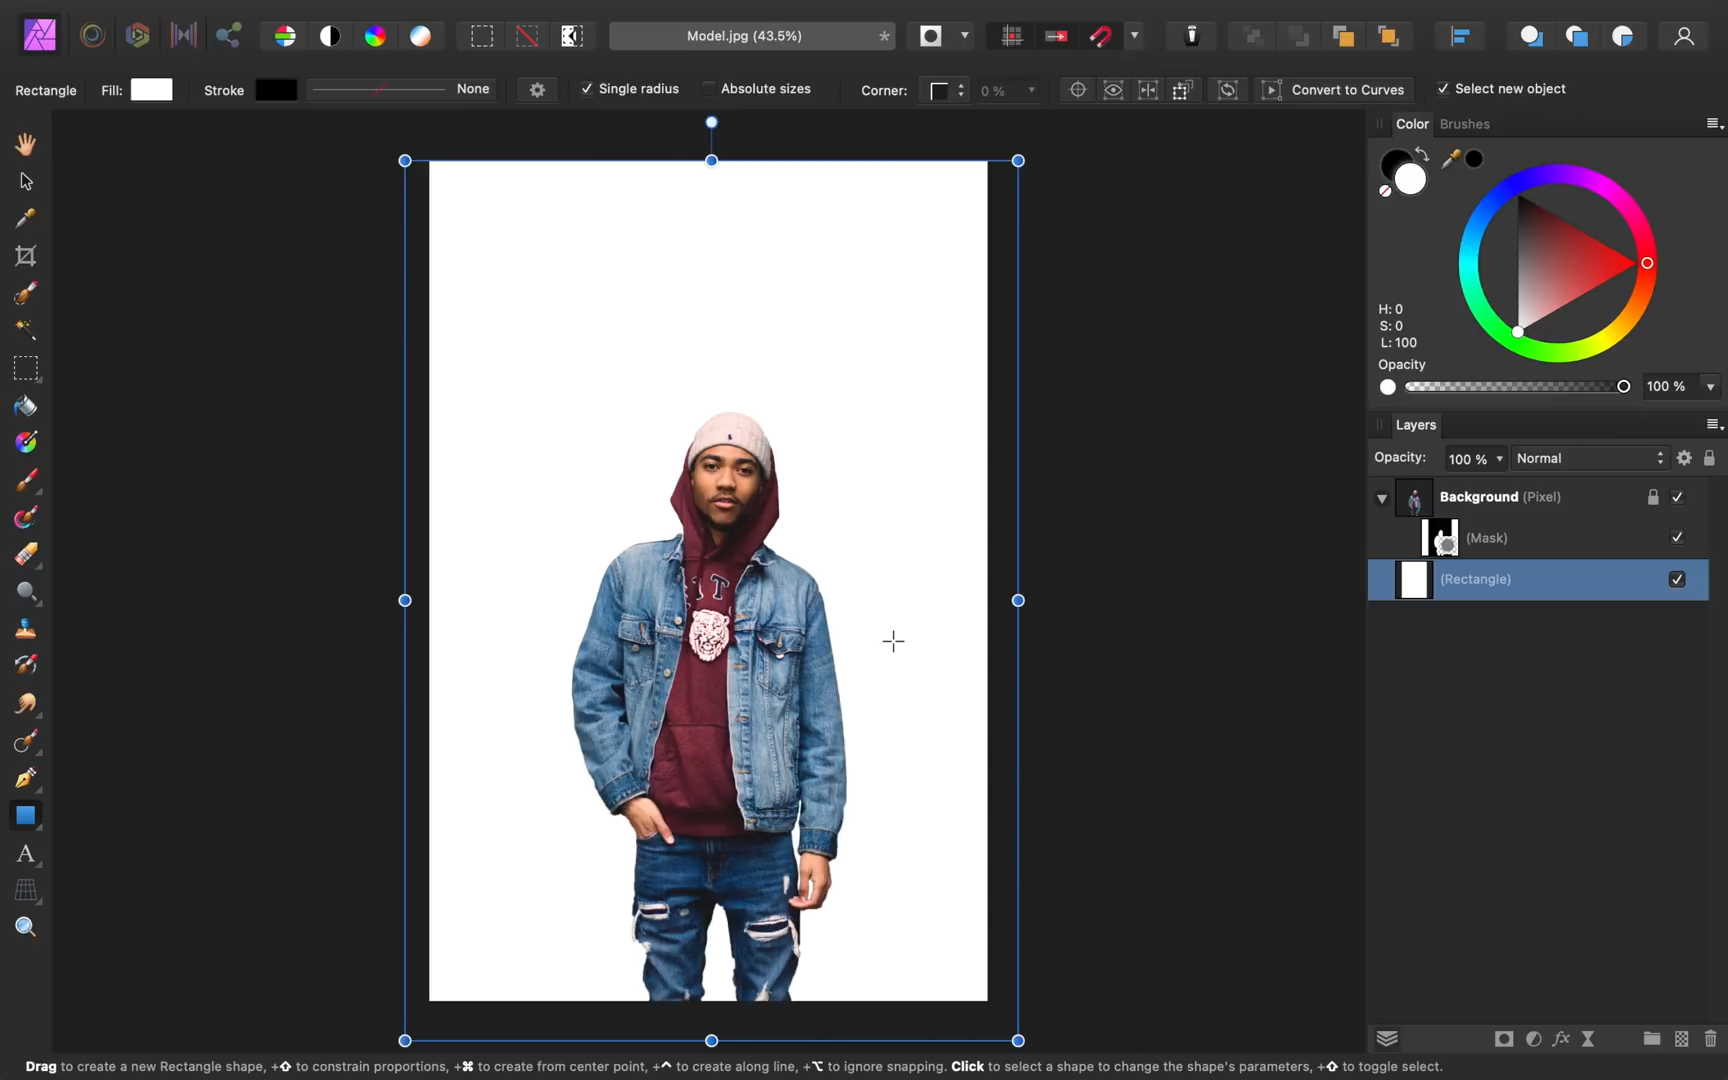 Model.jpg (43.5%)
*
Rectangle
Fill:
Stroke
None
Single radius
Absolute sizes
Corner:
0 %
Convert to Curves
Select new object
Color
Brushes
H: 0
S: 0
L: 100
Opacity
100 %
Layers
Opacity:
100 %
Normal
Background (Pixel)
(Mask)
(Rectangle)
A
Drag to create a new Rectangle shape, +⇧ to constrain proportions, +⌘ to create from center point, +⌃ to create along line, +⌥ to ignore snapping. Click to select a shape to change the shape's parameters, +⇧ to toggle select.